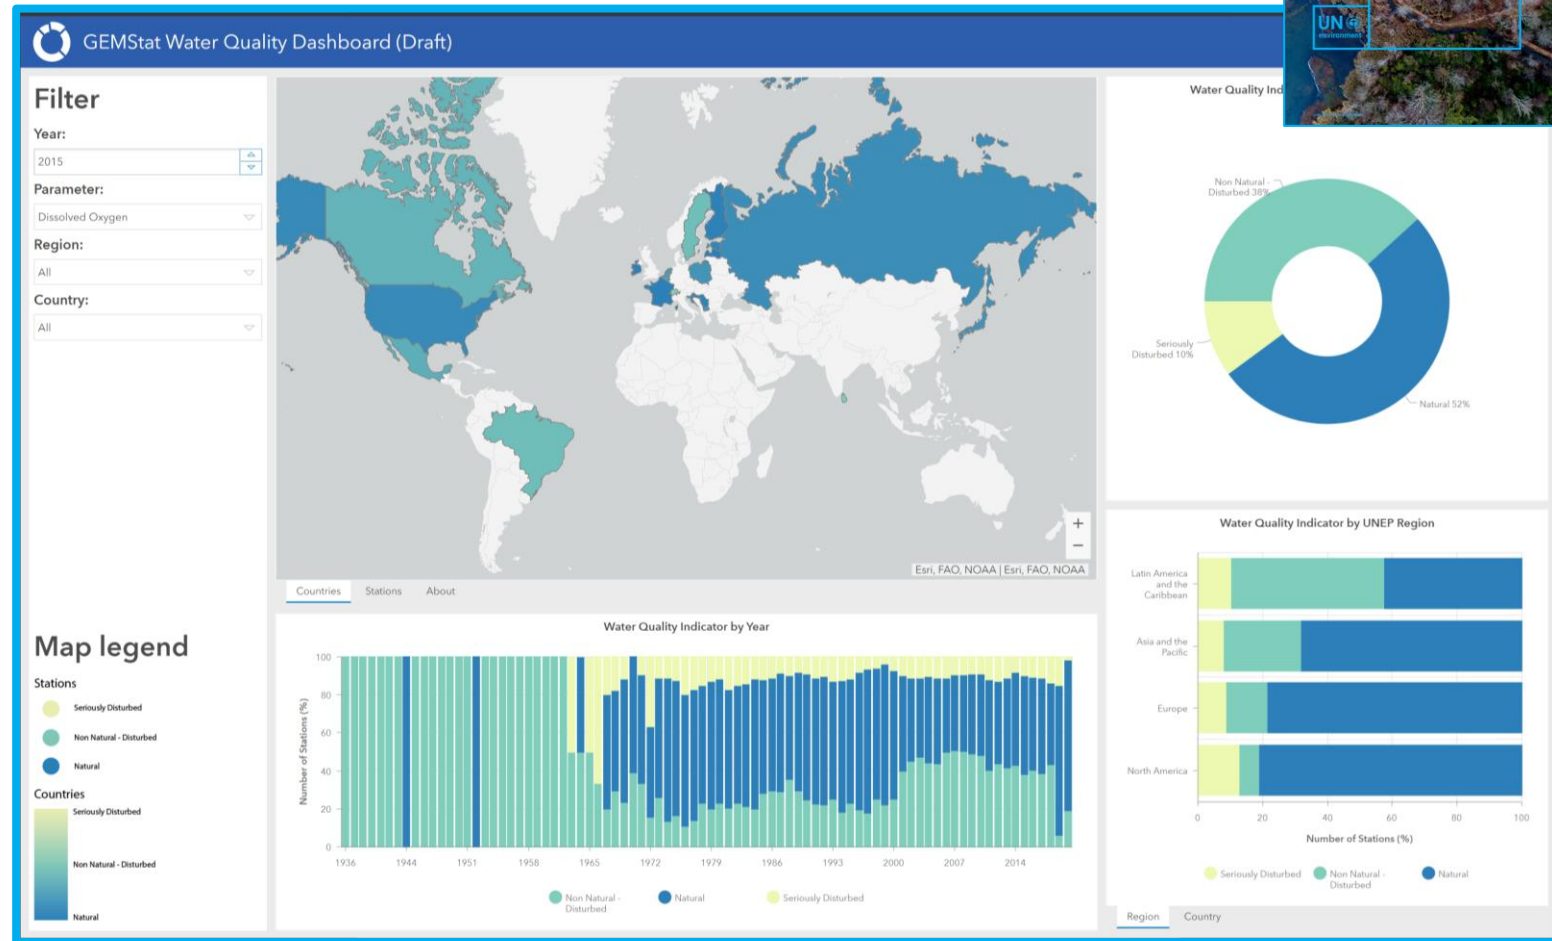 GEMStat Water Quality Dashboard (Draft)
UN
environment
Filter
Year:
2015
Parameter:
Dissolved Oxygen
Region:
All
Country:
All
Map legend
Stations
Seriously Disturbed
Non Natural - Disturbed
Natural
Countries
Seriously Disturbed
Non Natural - Disturbed
Natural
+
−
Esri, FAO, NOAA | Esri, FAO, NOAA
Countries Stations About
Water Quality Indicator by Year
Number of Stations (%)
100
80
60
40
20
0
1936 1944 1951 1958 1965 1972 1979 1986 1993 2000 2007 2014
Non Natural -
Disturbed
Natural
Seriously Disturbed
Water Quality Ind
Non Natural -
Disturbed 38%
Seriously
Disturbed 10%
Natural 52%
Water Quality Indicator by UNEP Region
Latin America
and the
Caribbean
Asia and the
Pacific
Europe
North America
0 20 40 60 80 100
Number of Stations (%)
Seriously Disturbed
Non Natural -
Disturbed
Natural
Region Country